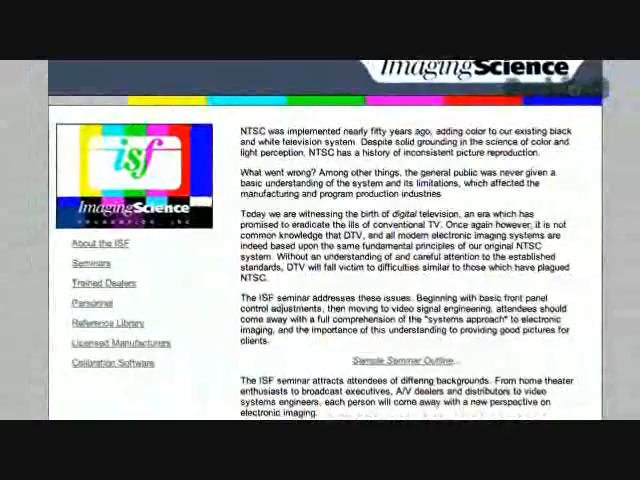 ImagingScience
isf
ImagingScience
FOUNDATION, INC
About the ISF
Seminars
Trained Dealers
Personnel
Reference Library
Licensed Manufacturers
Calibration Software
NTSC was implemented nearly fifty years ago, adding color to our existing black
and white television system. Despite solid grounding in the science of color and
light perception, NTSC has a history of inconsistent picture reproduction.
What went wrong? Among other things, the general public was never given a
basic understanding of the system and its limitations, which affected the
manufacturing and program production industries
Today we are witnessing the birth of digital television, an era which has
promised to eradicate the ills of conventional TV. Once again however, it is not
common knowledge that DTV, and all modern electronic imaging systems are
indeed based upon the same fundamental principles of our original NTSC
system. Without an understanding of and careful attention to the established
standards, DTV will fall victim to difficulties similar to those which have plagued
NTSC.
The ISF seminar addresses these issues. Beginning with basic front panel
control adjustments, then moving to video signal engineering, attendees should
come away with a full comprehension of the "systems approach" to electronic
imaging, and the importance of this understanding to providing good pictures for
clients.
Sample Seminar Outline...
The ISF seminar attracts attendees of differing backgrounds. From home theater
enthusiasts to broadcast executives, A/V dealers and distributors to video
systems engineers, each person will come away with a new perspective on
electronic imaging.